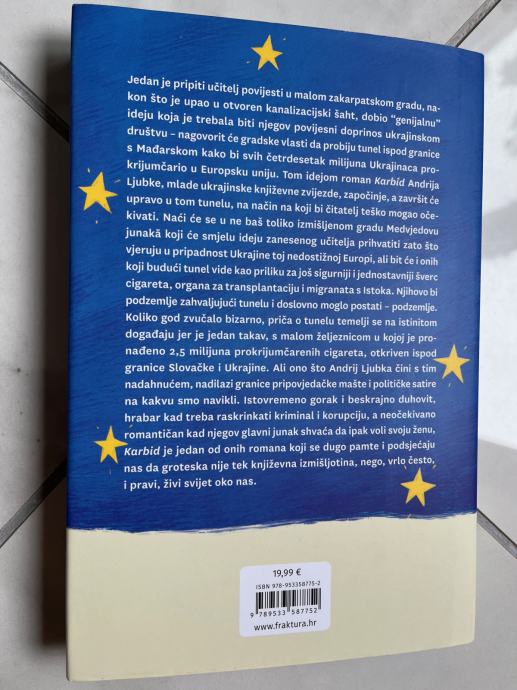 Jedan je pripiti učitelj povijesti u malom zakarpatskom gradu, na-
kon što je upao u otvoren kanalizacijski šaht, dobio “genijalnu”
ideju koja je trebala biti njegov povijesni doprinos ukrajinskom
društvu – nagovorit će gradske vlasti da probiju tunel ispod granice
s Mađarskom kako bi svih četrdesetak milijuna Ukrajinaca pro-
krijumčario u Europsku uniju. Tom idejom roman Karbid Andrija
Ljubke, mlade ukrajinske književne zvijezde, započinje, a završit će
upravo u tom tunelu, na način na koji bi čitatelj teško mogao oče-
kivati. Naći će se u ne baš toliko izmišljenom gradu Medvjedovu
junakā koji će smjelu ideju zanesenog učitelja prihvatiti zato što
vjeruju u pripadnost Ukrajine toj nedostižnoj Europi, ali bit će i onih
koji budući tunel vide kao priliku za još sigurniji i jednostavniji šverc
cigareta, organa za transplantaciju i migranata s Istoka. Njihovo bi
podzemlje zahvaljujući tunelu i doslovno moglo postati – podzemlje.
Koliko god zvučalo bizarno, priča o tunelu temelji se na istinitom
događaju jer je jedan takav, s malom željeznicom u kojoj je pro-
nađeno 2,5 milijuna prokrijumčarenih cigareta, otkriven ispod
granice Slovačke i Ukrajine. Ali ono što Andrij Ljubka čini s tim
nadahnućem, nadilazi granice pripovjedačke mašte i političke satire
na kakvu smo navikli. Istovremeno gorak i beskrajno duhovit,
hrabar kad treba raskrinkati kriminal i korupciju, a neočekivano
romantičan kad njegov glavni junak shvaća da ipak voli svoju ženu,
Karbid je jedan od onih romana koji se dugo pamte i podsjećaju
nas da groteska nije tek književna izmišljotina, nego, vrlo često,
i pravi, živi svijet oko nas.
19,99 €
ISBN 978-953358775-2
9 789533 587752
www.fraktura.hr